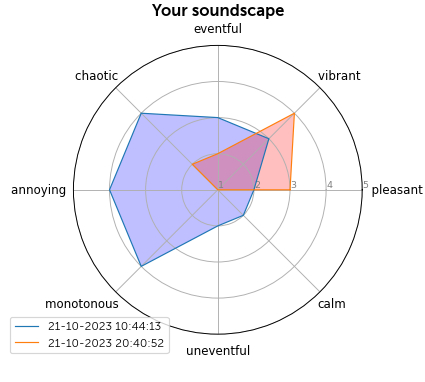 Your soundscape
eventful
chaotic
vibrant
annoying
1
2
3
4
5
pleasant
monotonous
calm
21-10-2023 10:44:13
21-10-2023 20:40:52
uneventful